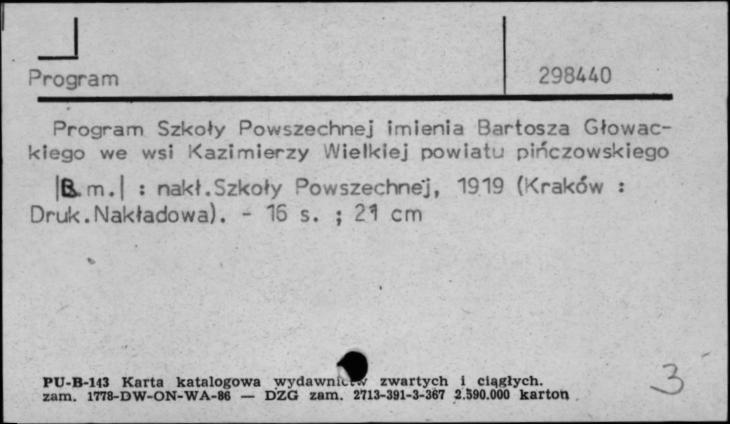 Program 298440
Program Szkoły Powszechnej imienia Bartosza Głowac-
kiego we wsi Kazimierzy Wielkiej powiatu pińczowskiego
|B.m.| : nakł.Szkoły Powszechnej, 1919 (Kraków :
Druk.Nakładowa). - 16 s. ; 21 cm
PU-B-143 Karta katalogowa wydawnictw zwartych i ciągłych.
zam. 1778-DW-ON-WA-86 — DZG zam. 2713-391-3-367 2.590.000 karton
3